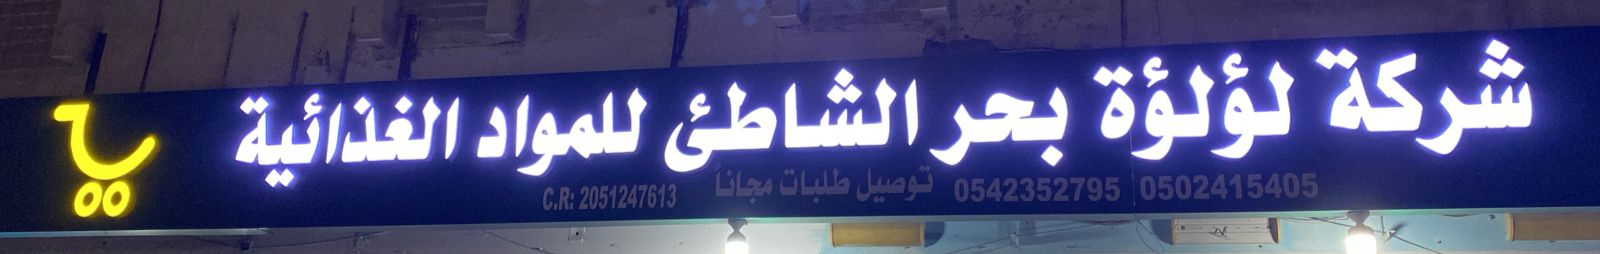 شركة لؤلؤة بحر الشاطئ للمواد الغذائية
0502415405 0542352795 توصيل طلبات مجاناً C.R: 2051247613